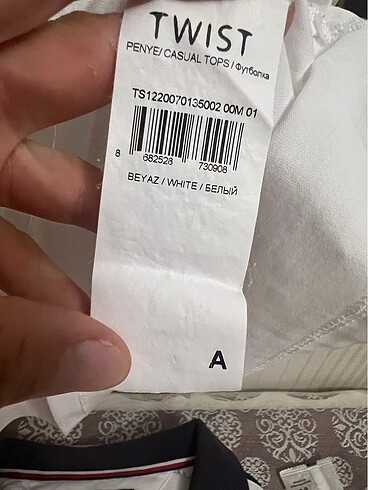 TWIST
PENYE/ CASUAL TOPS / Футболка
TS1220070135002 00M 01
8 682528 730908
BEYAZ / WHITE / БЕЛЫЙ
A